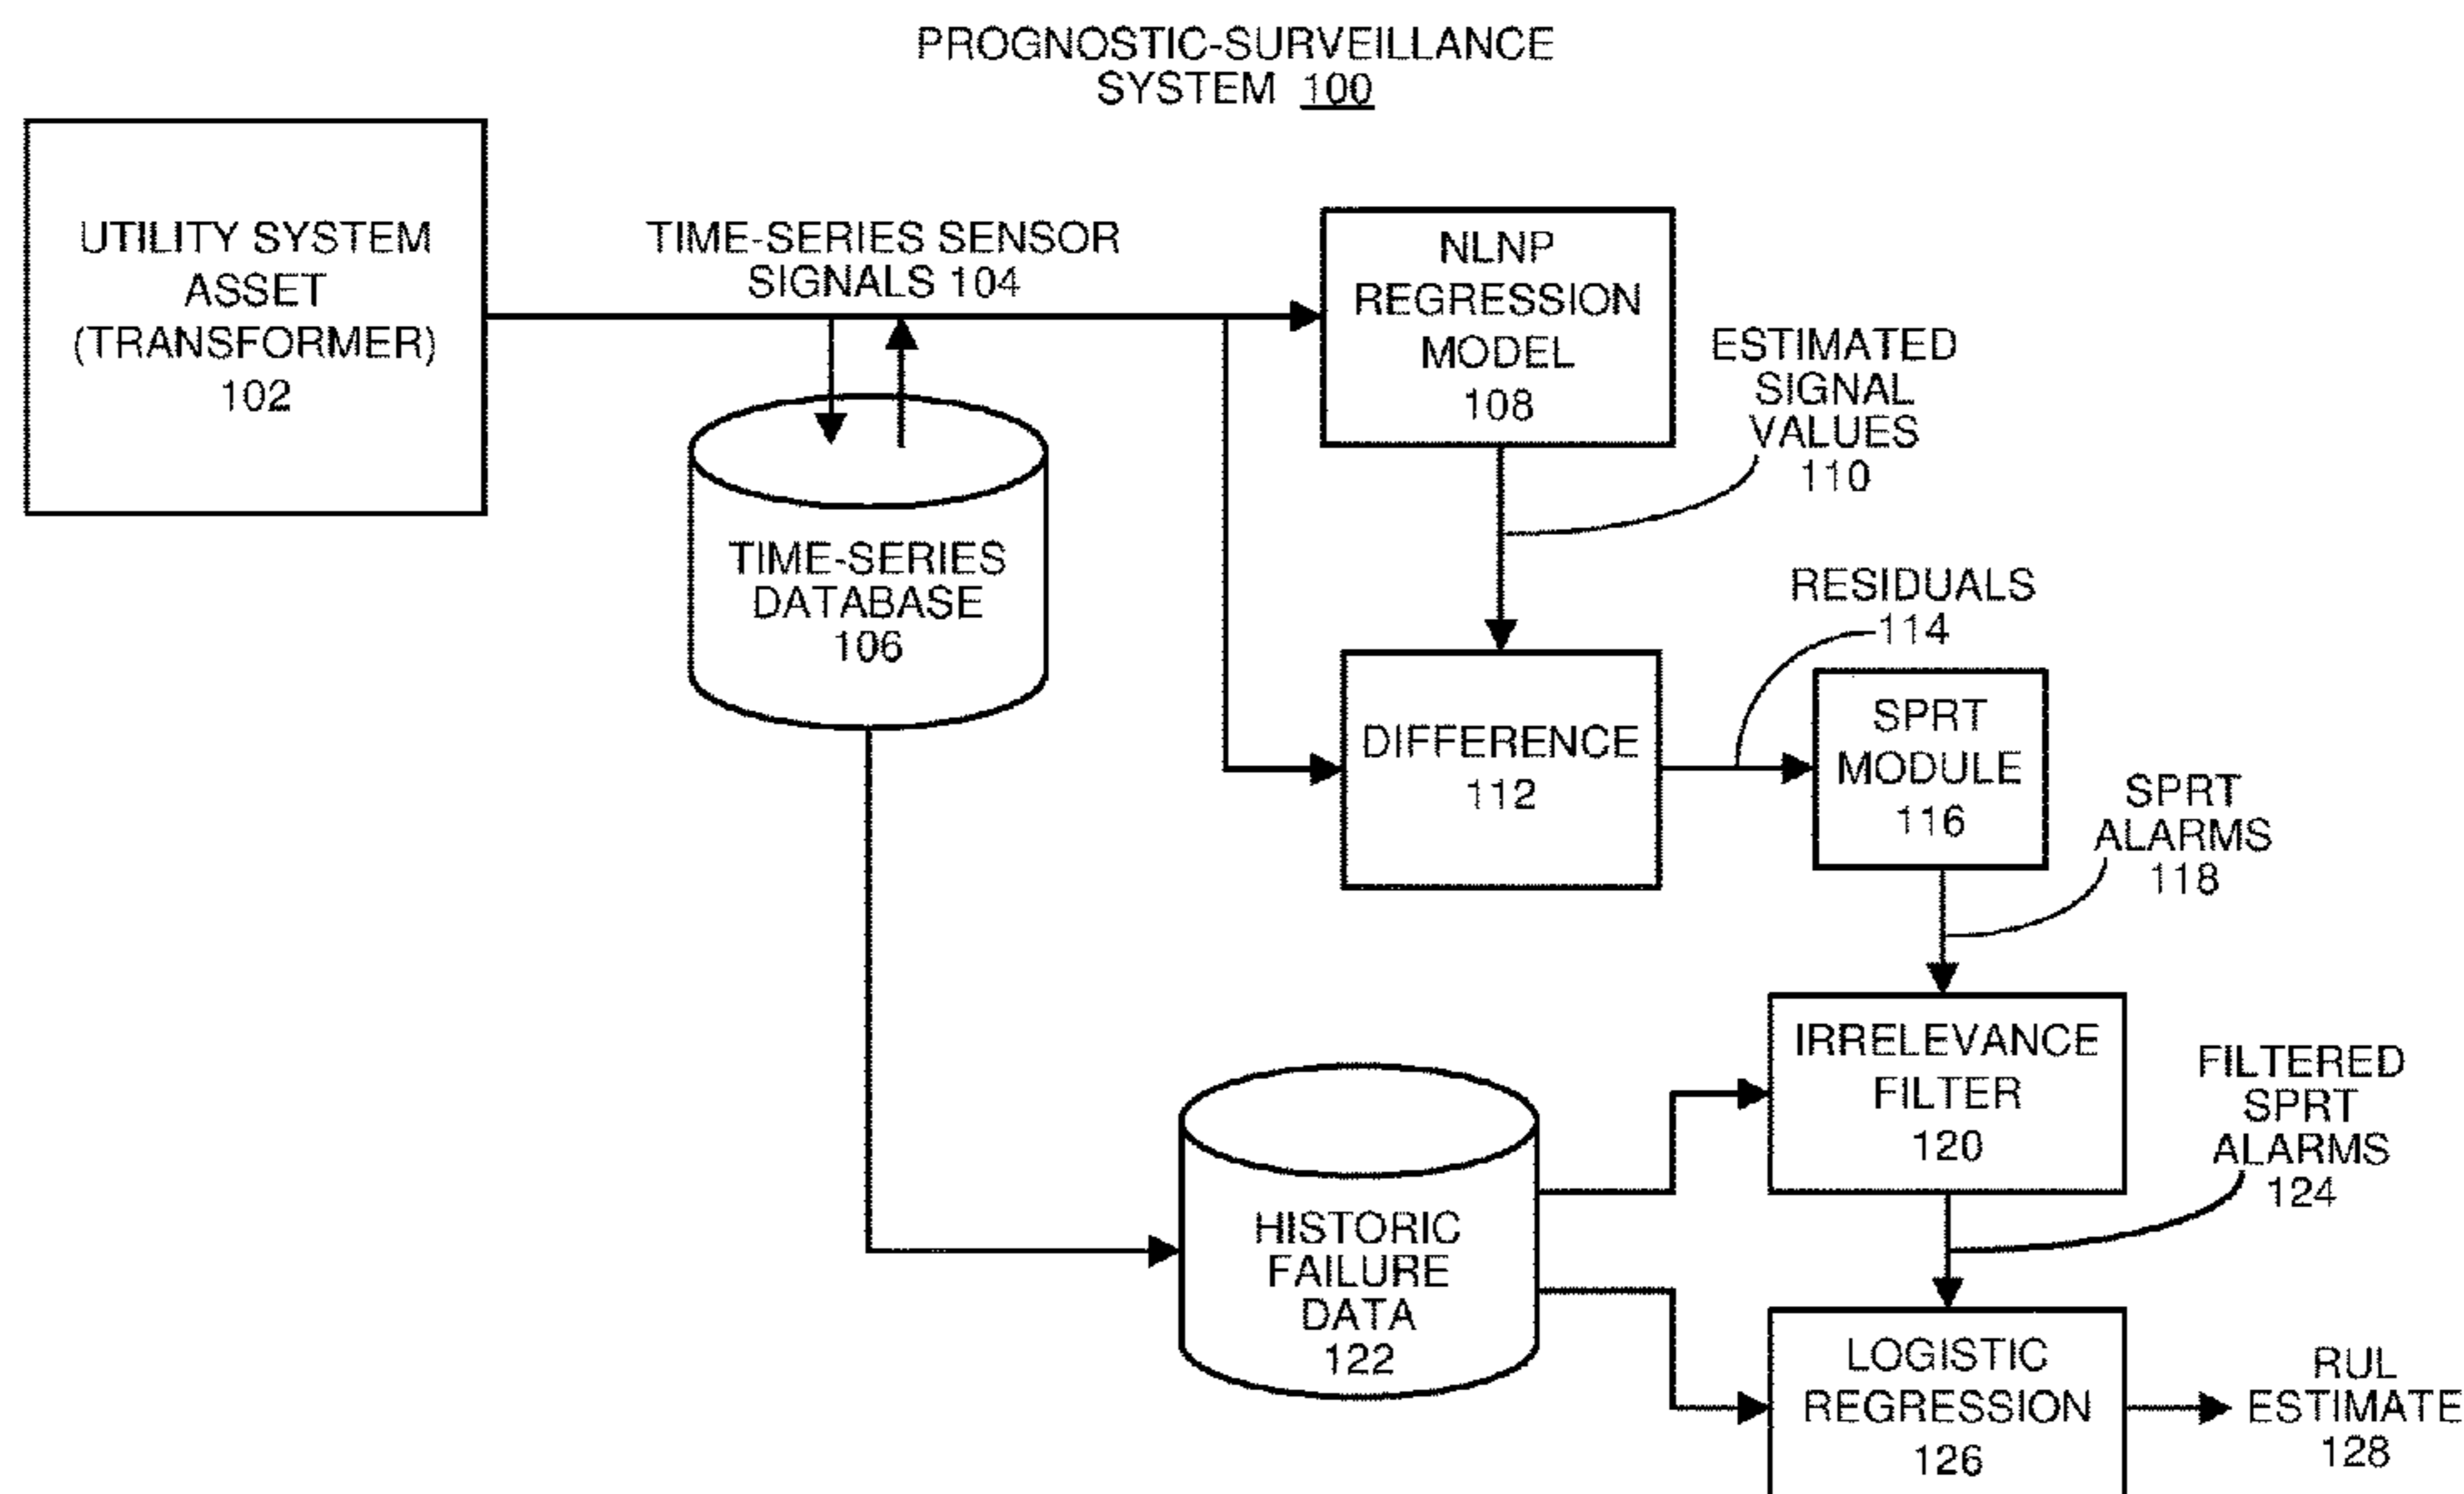 PROGNOSTIC-SURVEILLANCE
SYSTEM 100
UTILITY SYSTEM
ASSET
(TRANSFORMER)
102
TIME-SERIES SENSOR
SIGNALS 104
NLNP
REGRESSION
MODEL
108
ESTIMATED
SIGNAL
VALUES
110
TIME-SERIES
DATABASE
106
RESIDUALS
114
DIFFERENCE
112
SPRT
MODULE
116
SPRT
ALARMS
118
IRRELEVANCE
FILTER
120
FILTERED
SPRT
ALARMS
124
HISTORIC
FAILURE
DATA
122
LOGISTIC
REGRESSION
126
RUL
ESTIMATE
128